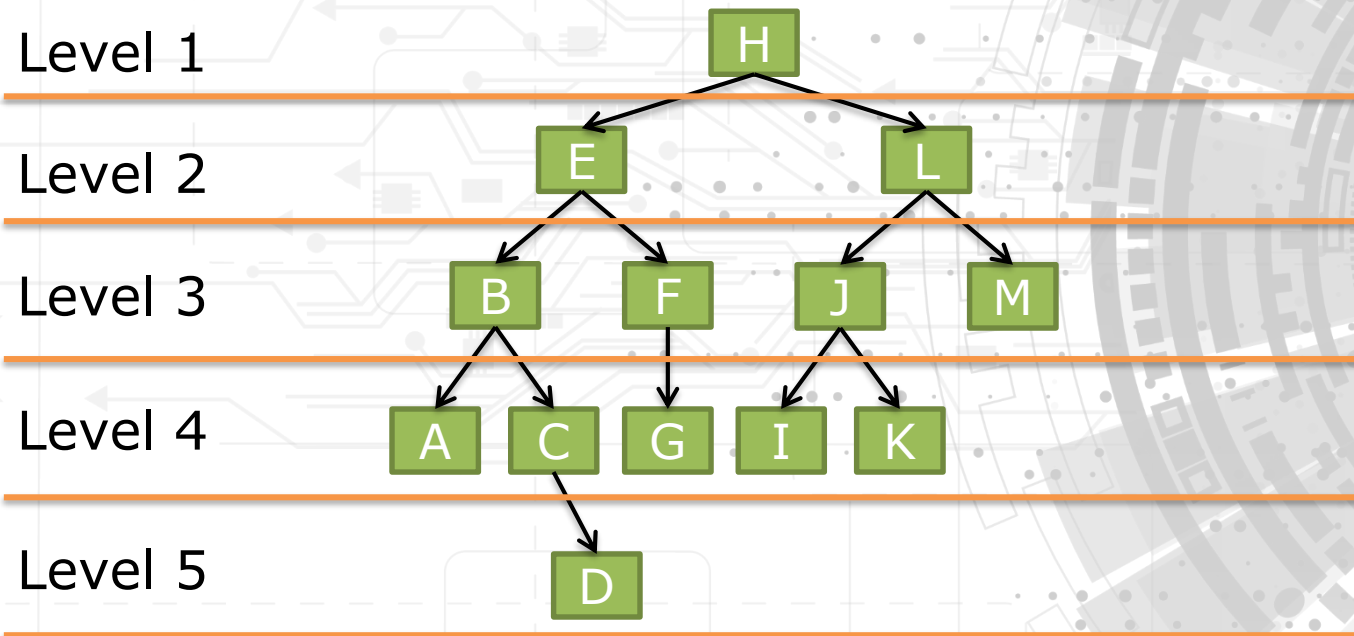 Level 1
H
Level 2
E L
Level 3
B F J M
Level 4
A C G I K
Level 5
D